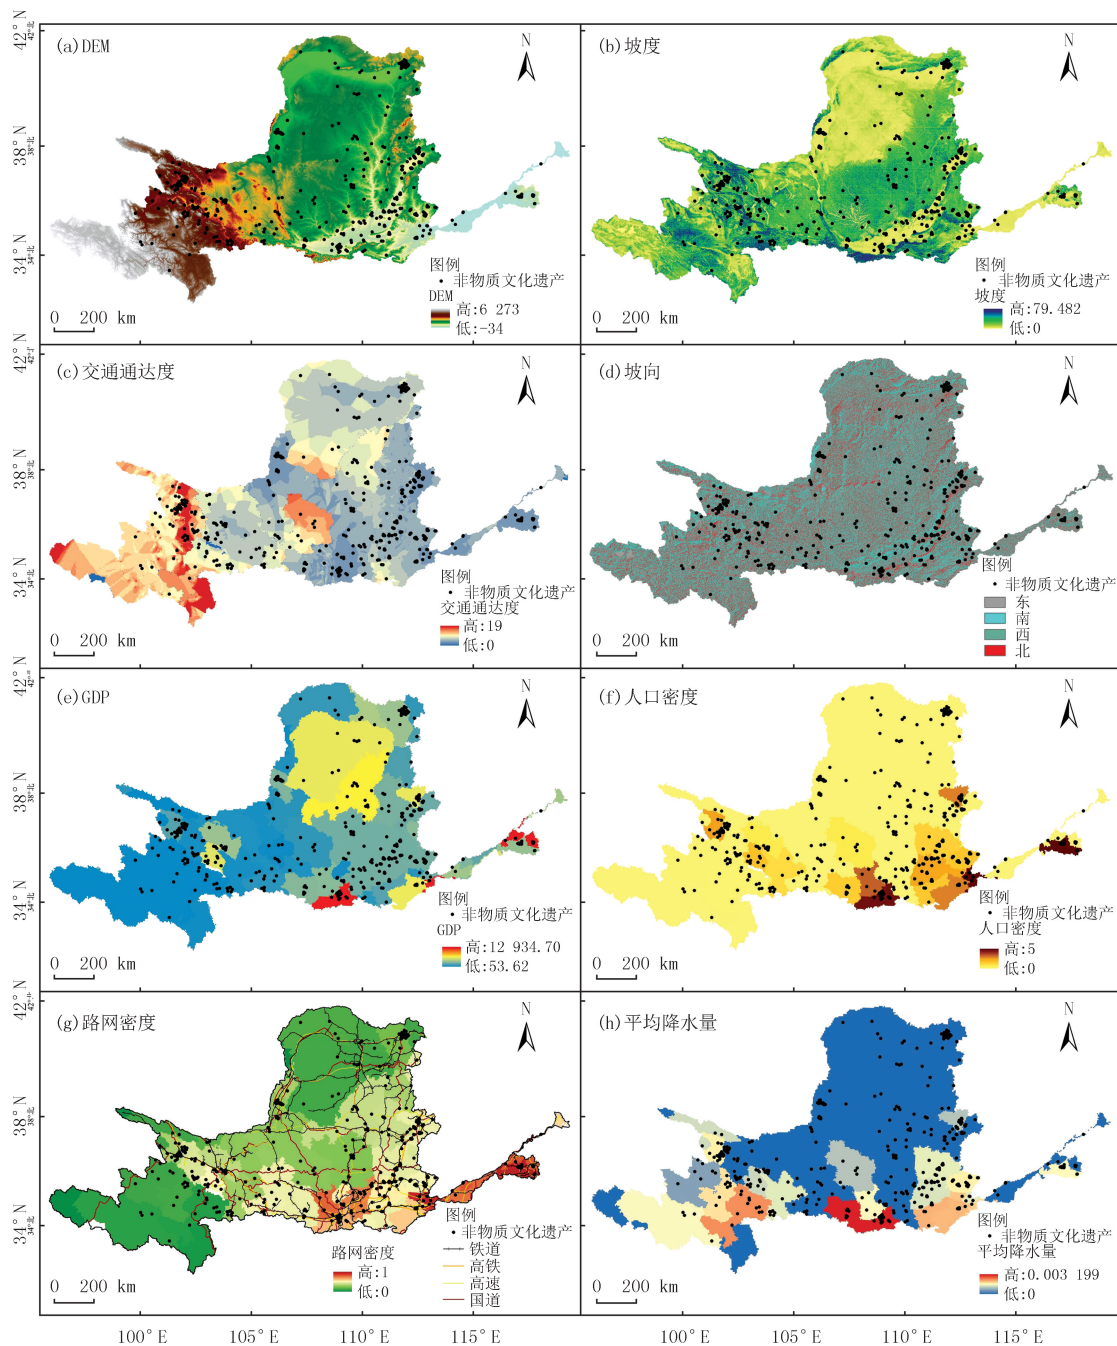 (a)DEM
N
图例
非物质文化遗产
DEM
高:6 273
低:-34
0 200 km
(b)坡度
N
图例
非物质文化遗产
坡度
高:79.482
低:0
0 200 km
42° N
38° N
34° N
(c)交通通达度
N
图例
非物质文化遗产
交通通达度
高:19
低:0
0 200 km
(d)坡向
N
图例
非物质文化遗产
东
南
西
北
0 200 km
42° N
38° N
34° N
(e)GDP
N
图例
非物质文化遗产
GDP
高:12 934.70
低:53.62
0 200 km
(f)人口密度
N
图例
非物质文化遗产
人口密度
高:5
低:0
0 200 km
42° N
38° N
34° N
(g)路网密度
N
图例
非物质文化遗产
路网密度
高:1
低:0
铁道
高铁
高速
国道
0 200 km
(h)平均降水量
N
图例
非物质文化遗产
平均降水量
高:0.003 199
低:0
0 200 km
42° N
38° N
34° N
100°E 105°E 110°E 115°E
100°E 105°E 110°E 115°E